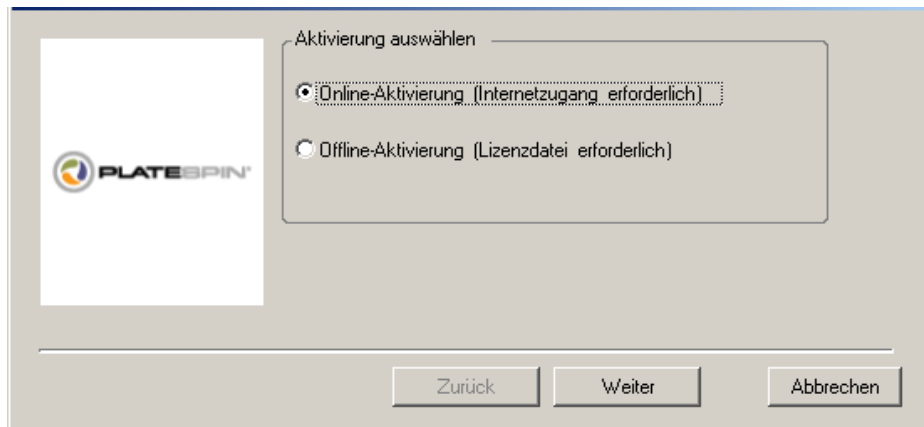 Aktivierung auswählen
Online-Aktivierung (Internetzugang erforderlich)
Offline-Aktivierung (Lizenzdatei erforderlich)
PLATESPIN
Zurück
Weiter
Abbrechen